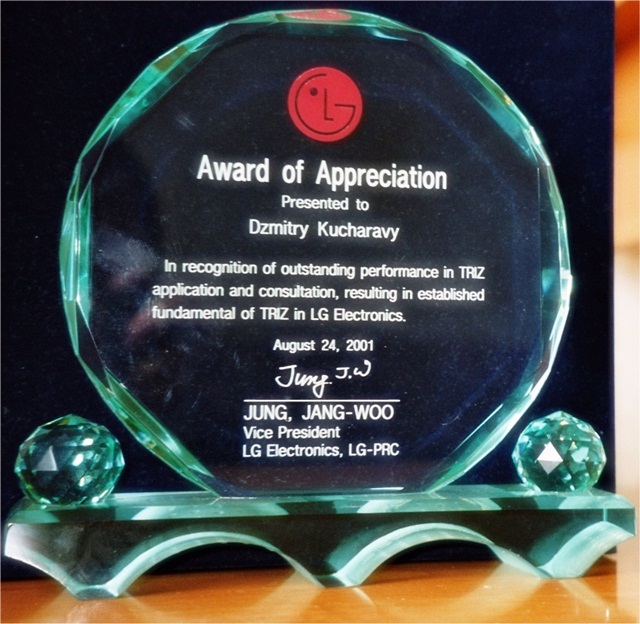 LG
Award of Appreciation
Presented to
Dzmitry Kucharavy
In recognition of outstanding performance in TRIZ
application and consultation, resulting in established
fundamental of TRIZ in LG Electronics.
August 24, 2001
Jung. J.W
JUNG, JANG-WOO
Vice President
LG Electronics, LG-PRC